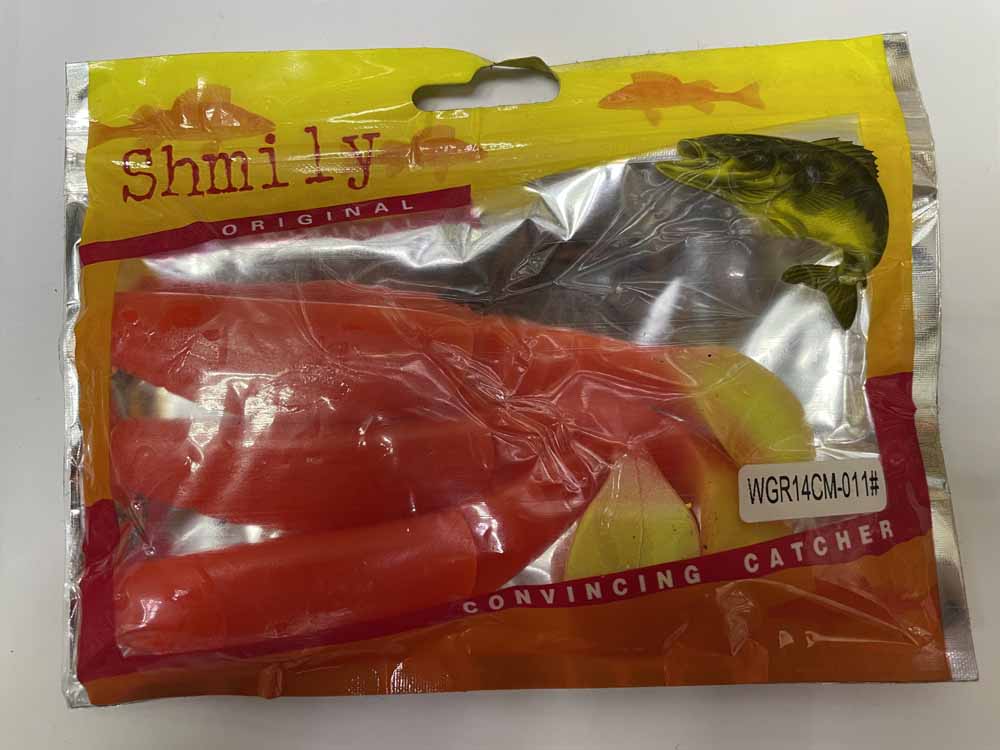 Shmily
ORIGINAL
WGR14CM-011#
CONVINCING CATCHER